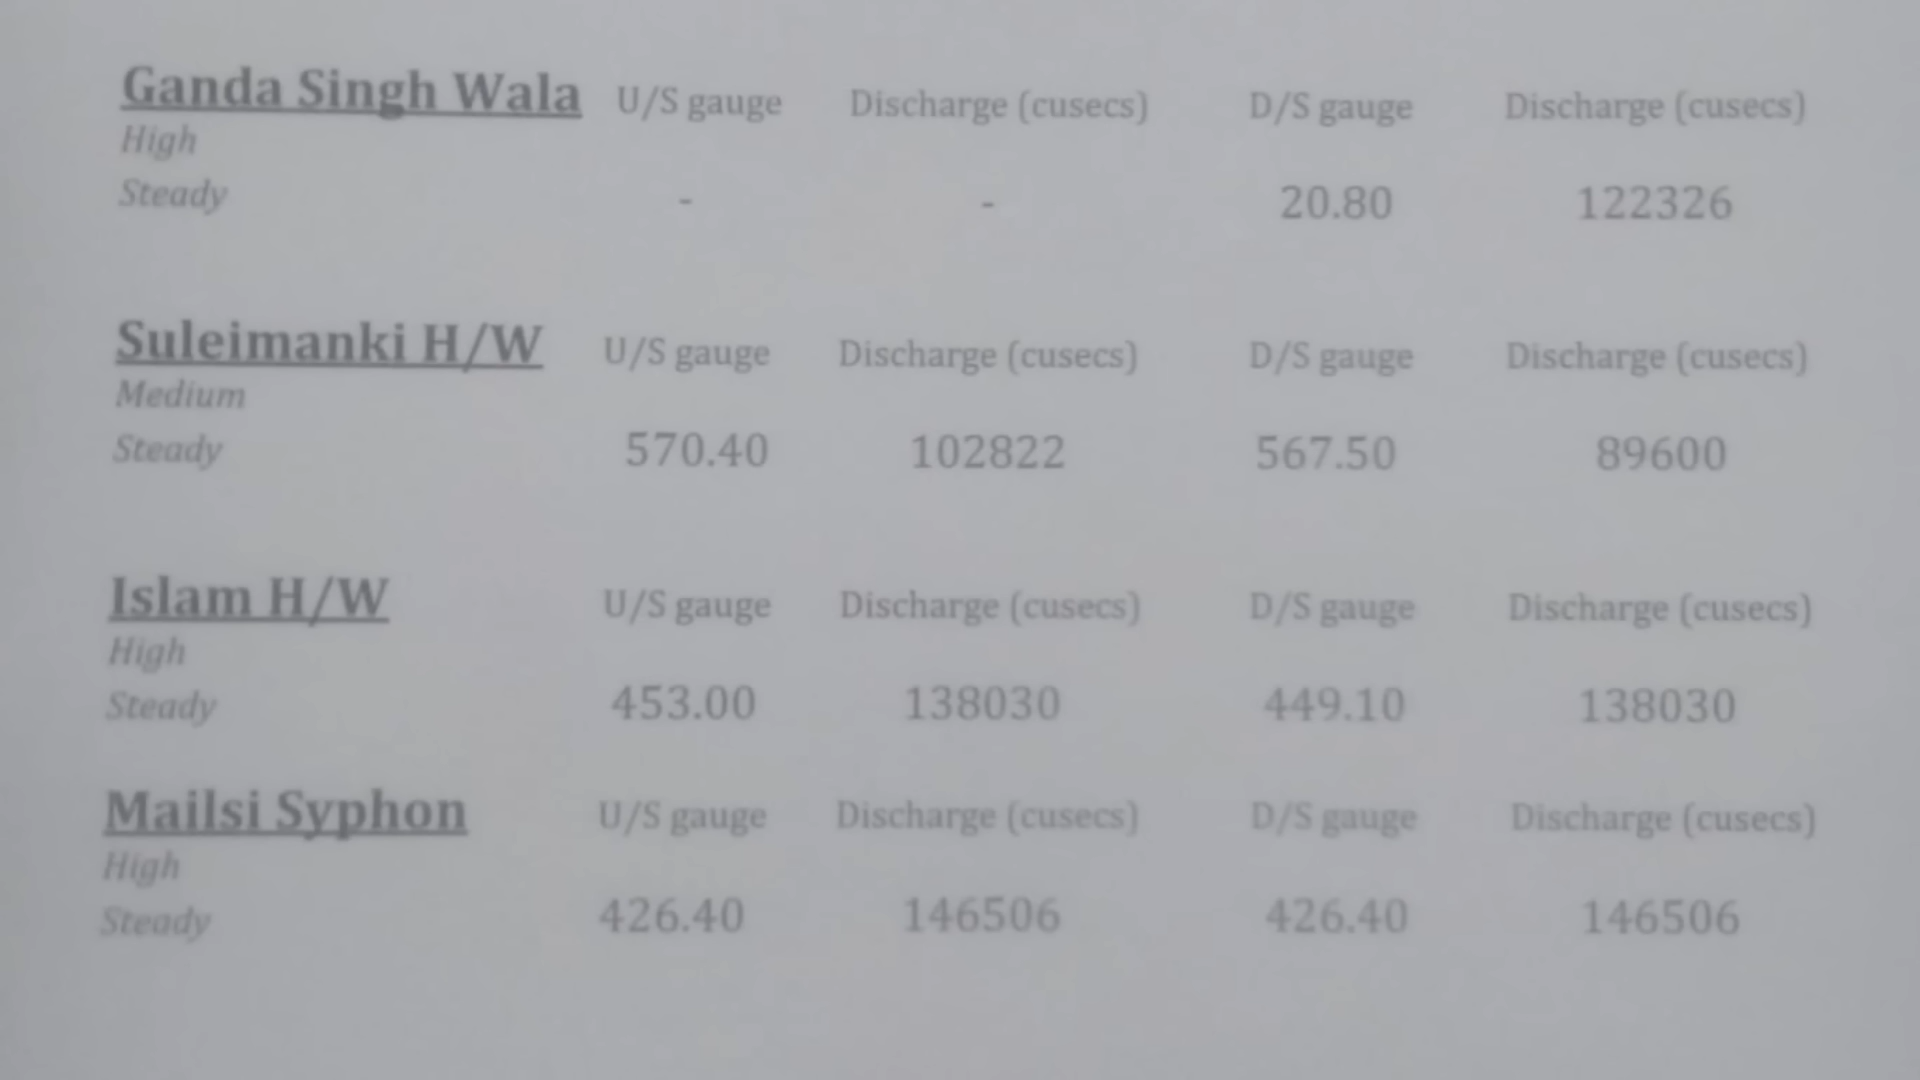 Ganda Singh Wala U/S gauge Discharge (cusecs) D/S gauge Discharge (cusecs)
High
Steady - - 20.80 122326
Suleimanki H/W U/S gauge Discharge (cusecs) D/S gauge Discharge (cusecs)
Medium
Steady 570.40 102822 567.50 89600
Islam H/W U/S gauge Discharge (cusecs) D/S gauge Discharge (cusecs)
High
Steady 453.00 138030 449.10 138030
Mailsi Syphon U/S gauge Discharge (cusecs) D/S gauge Discharge (cusecs)
High
Steady 426.40 146506 426.40 146506